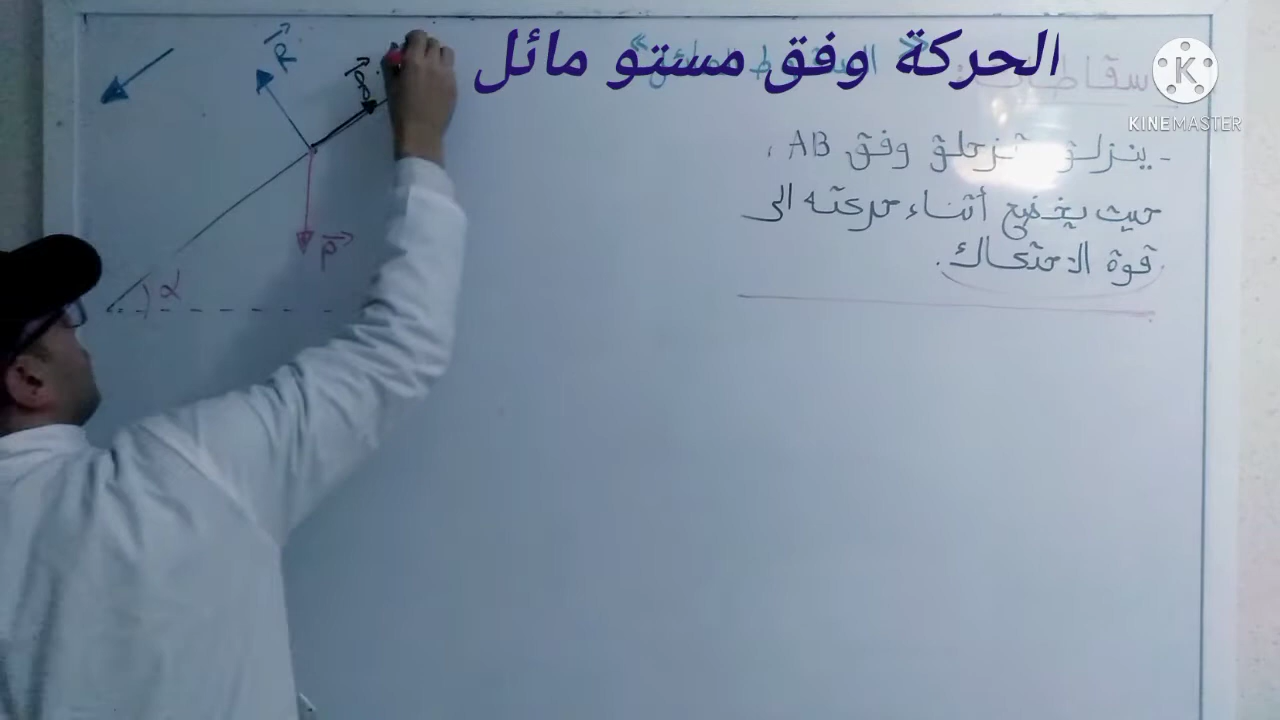 الحركة وفق مستو مائل
KINEMASTER
- ينزلق متزحلق وفق AB،
حيث يخضع أثناء حركته الى
قوة الاحتكاك.
R
P
α